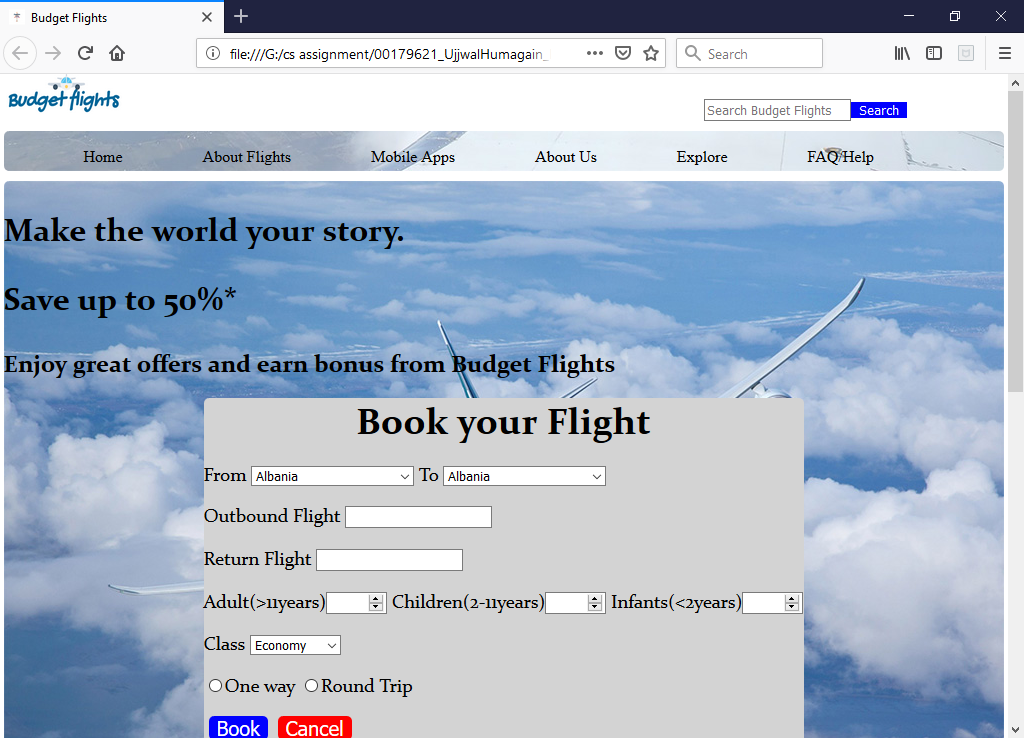 Budget Flights
file:///G:/cs assignment/00179621_UjjwalHumagain_
Search
Budget flights
Search Budget Flights Search
Home About Flights Mobile Apps About Us Explore FAQ/Help
Make the world your story.
Save up to 50%*
Enjoy great offers and earn bonus from Budget Flights
Book your Flight
From Albania To Albania
Outbound Flight
Return Flight
Adult(>11years) Children(2-11years) Infants(<2years)
Class Economy
One way Round Trip
Book Cancel